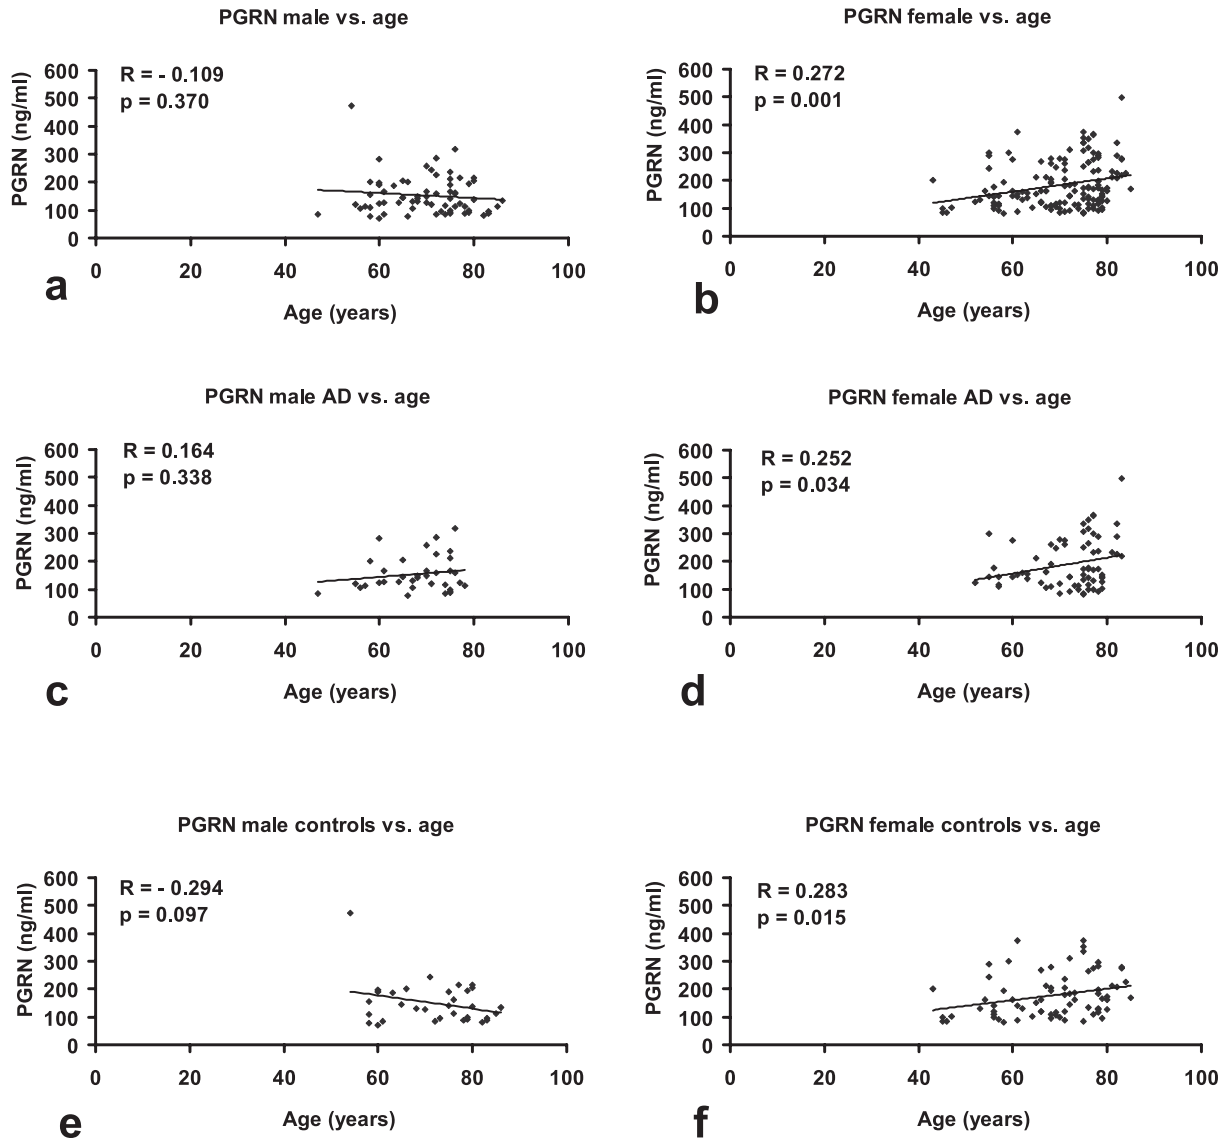 PGRN male vs. age
R = - 0.109
p = 0.370
PGRN (ng/ml)
600
500
400
300
200
100
0
0 20 40 60 80 100
Age (years)
a
PGRN female vs. age
R = 0.272
p = 0.001
PGRN (ng/ml)
600
500
400
300
200
100
0
0 20 40 60 80 100
Age (years)
b
PGRN male AD vs. age
R = 0.164
p = 0.338
PGRN (ng/ml)
600
500
400
300
200
100
0
0 20 40 60 80 100
Age (years)
c
PGRN female AD vs. age
R = 0.252
p = 0.034
PGRN (ng/ml)
600
500
400
300
200
100
0
0 20 40 60 80 100
Age (years)
d
PGRN male controls vs. age
R = - 0.294
p = 0.097
PGRN (ng/ml)
600
500
400
300
200
100
0
0 20 40 60 80 100
Age (years)
e
PGRN female controls vs. age
R = 0.283
p = 0.015
PGRN (ng/ml)
600
500
400
300
200
100
0
0 20 40 60 80 100
Age (years)
f